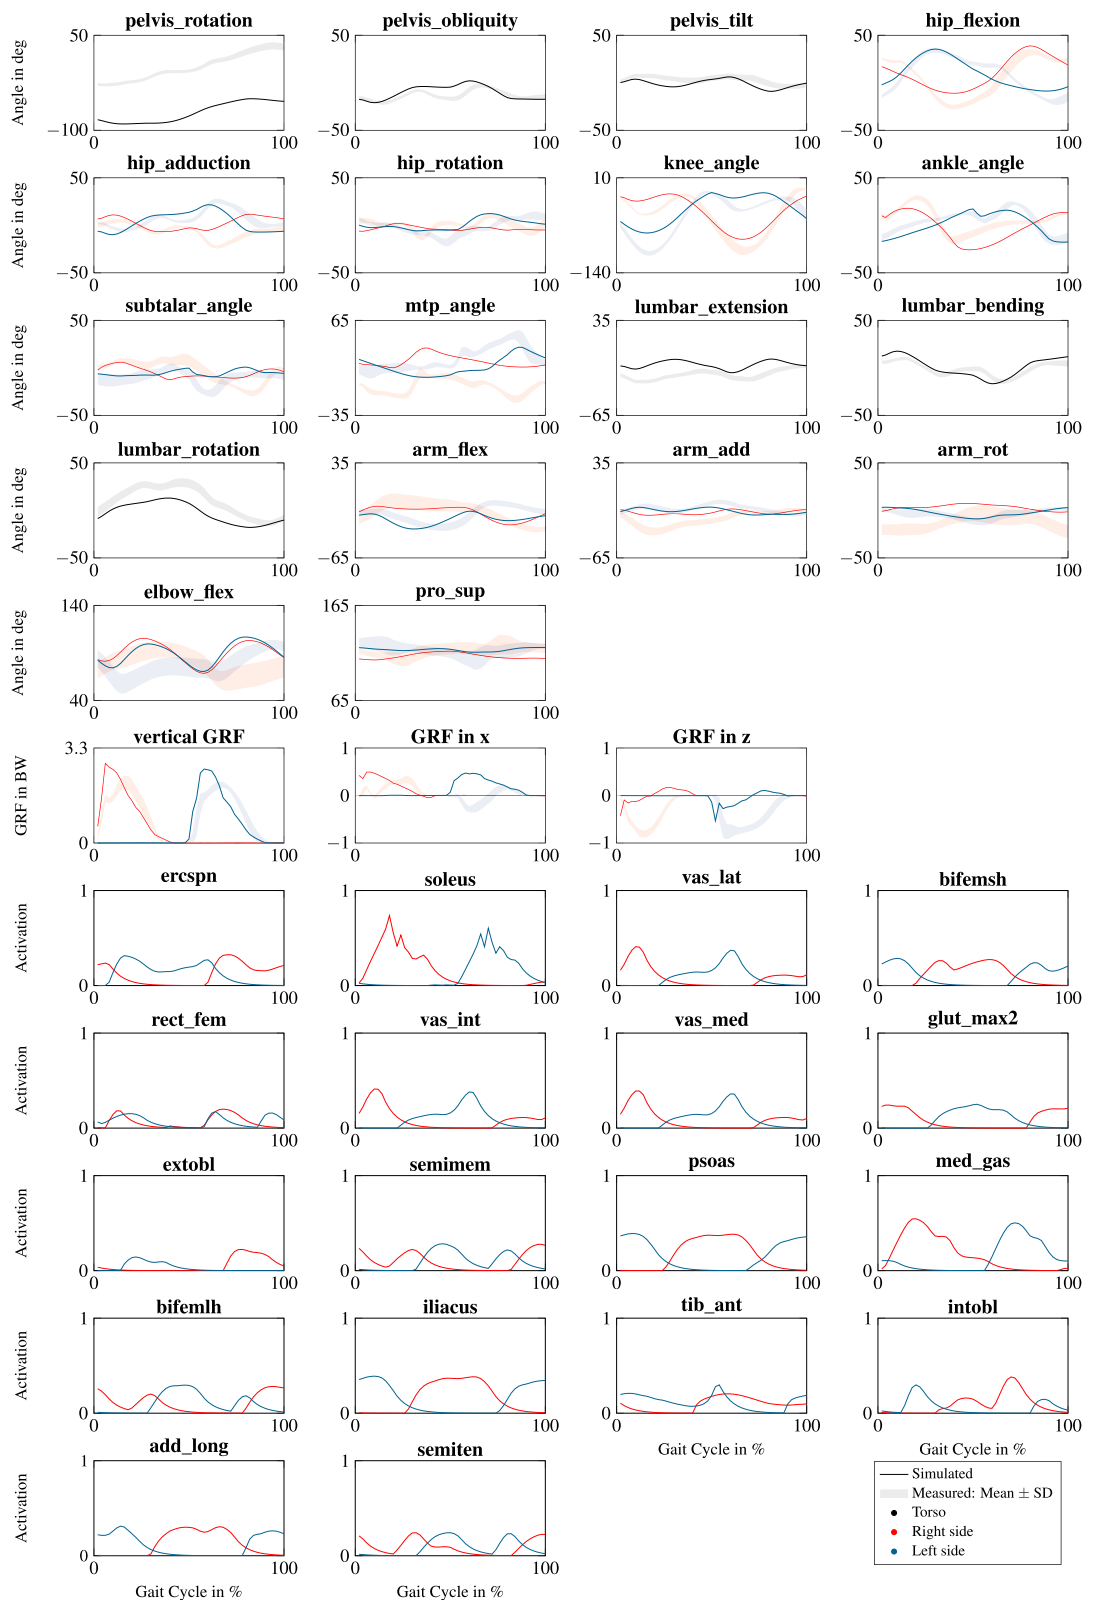 pelvis_rotation pelvis_obliquity pelvis_tilt hip_flexion
Angle in deg
50 50 50 50
−100 −50 −50 −50
0 100 0 100 0 100 0 100
hip_adduction hip_rotation knee_angle ankle_angle
Angle in deg
50 50 10 50
−50 −50 −140 −50
0 100 0 100 0 100 0 100
subtalar_angle mtp_angle lumbar_extension lumbar_bending
Angle in deg
50 65 35 50
−50 −35 −65 −50
0 100 0 100 0 100 0 100
lumbar_rotation arm_flex arm_add arm_rot
Angle in deg
50 35 35 50
−50 −65 −65 −50
0 100 0 100 0 100 0 100
elbow_flex pro_sup
Angle in deg
140 165
40 65
0 100 0 100
vertical GRF GRF in x GRF in z
GRF in BW
3.3 1 1
0 0
0 −1 −1
0 100 0 100 0 100
ercspn soleus vas_lat bifemsh
Activation
1 1 1 1
0 0 0 0
0 100 0 100 0 100 0 100
rect_fem vas_int vas_med glut_max2
Activation
1 1 1 1
0 0 0 0
0 100 0 100 0 100 0 100
extobl semimem psoas med_gas
Activation
1 1 1 1
0 0 0 0
0 100 0 100 0 100 0 100
bifemlh iliacus tib_ant intobl
Activation
1 1 1 1
0 0 0 0
0 100 0 100 0 100 0 100
Gait Cycle in % Gait Cycle in %
add_long semiten
Activation
1 1
0 0
0 100 0 100
Gait Cycle in % Gait Cycle in %
Simulated
Measured: Mean ± SD
Torso
Right side
Left side